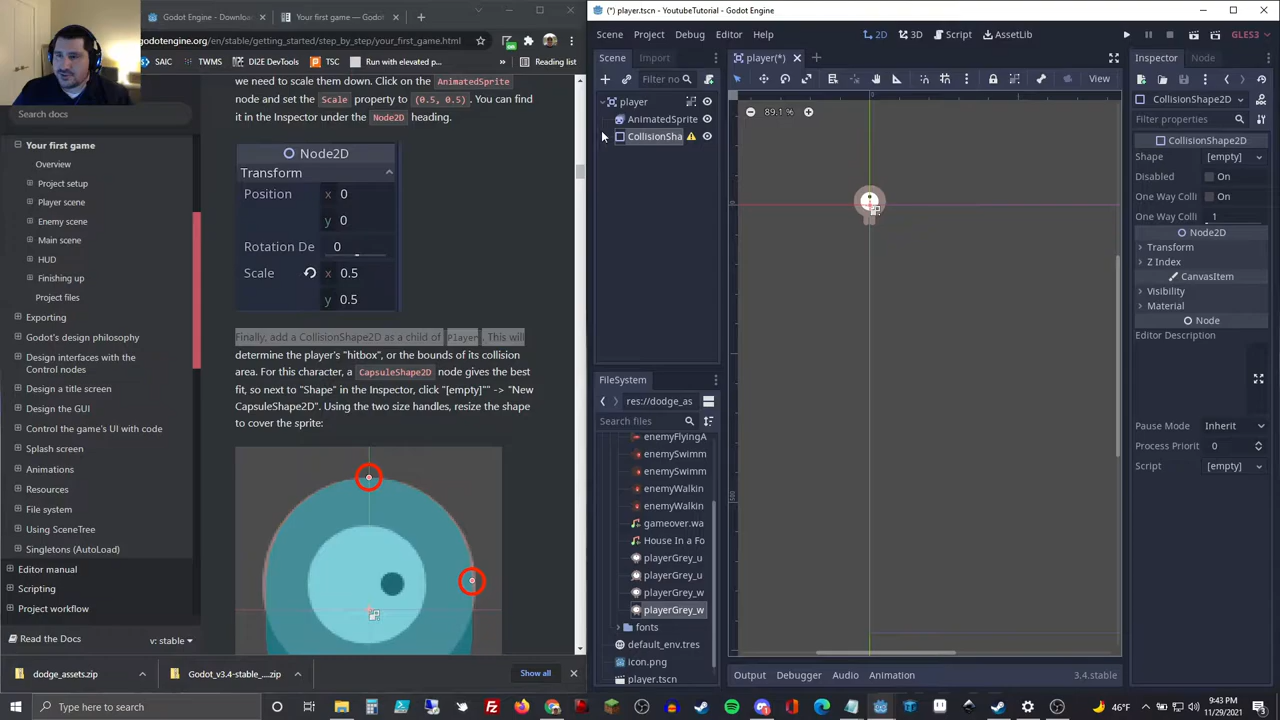 Godot Engine - Downloa
Your first game —
(*) player.tscn - YoutubeTutorial - Godot Engine
godotengine.org/en/stable/getting_started/step_by_step/your_first_game.html
Scene Project Debug Editor Help
2D 3D Script AssetLib
GLES3
SAIC TWMS DI2E DevTools TSC Run with elevated p...
Reading list
Scene Import
player(*)
Inspector Node
Search docs
Your first game
Overview
Project setup
Player scene
Enemy scene
Main scene
HUD
Finishing up
Project files
Exporting
Godot's design philosophy
Design interfaces with the
Control nodes
Design a title screen
Design the GUI
Control the game's UI with code
Splash screen
Animations
Resources
File system
Using SceneTree
Singletons (AutoLoad)
Editor manual
Scripting
Project workflow
Read the Docs
v: stable
we need to scale them down. Click on the AnimatedSprite
node and set the Scale property to (0.5, 0.5). You can find
it in the Inspector under the Node2D heading.
Node2D
Transform
Position x 0
y 0
Rotation De 0
Scale x 0.5
y 0.5
Finally, add a CollisionShape2D as a child of Player . This will
determine the player's "hitbox", or the bounds of its collision
area. For this character, a CapsuleShape2D node gives the best
fit, so next to "Shape" in the Inspector, click "[empty]"" -> "New
CapsuleShape2D". Using the two size handles, resize the shape
to cover the sprite:
Filter no
player
AnimatedSprite
CollisionSha
FileSystem
res://dodge_as
Search files
enemyFlyingA
enemySwimm
enemySwimm
enemyWalkin
enemyWalkin
gameover.wa
House In a Fo
playerGrey_u
playerGrey_u
playerGrey_w
playerGrey_w
fonts
default_env.tres
icon.png
player.tscn
View
0
89.1 %
0
500
Output Debugger Audio Animation
3.4.stable
CollisionShape2D
Filter properties
CollisionShape2D
Shape [empty]
Disabled On
One Way Colli On
One Way Colli 1
Node2D
Transform
Z Index
CanvasItem
Visibility
Material
Node
Editor Description
Pause Mode Inherit
Process Priorit 0
Script [empty]
dodge_assets.zip
Godot_v3.4-stable_....zip
Show all
Type here to search
46°F
9:43 PM
11/29/2021